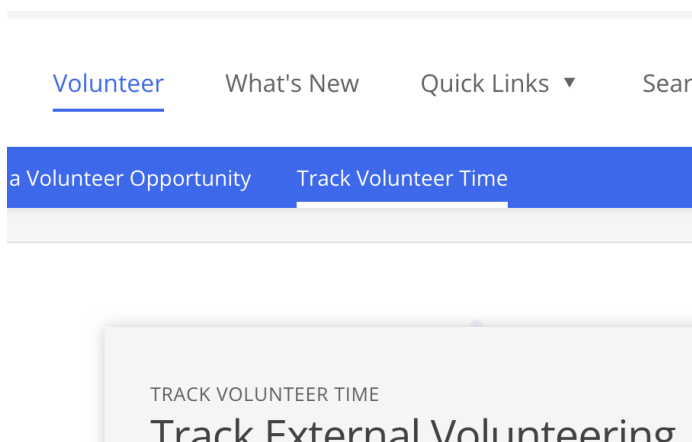 Volunteer What's New Quick Links ▼ Sear
a Volunteer Opportunity Track Volunteer Time
TRACK VOLUNTEER TIME
Track External Volunteering